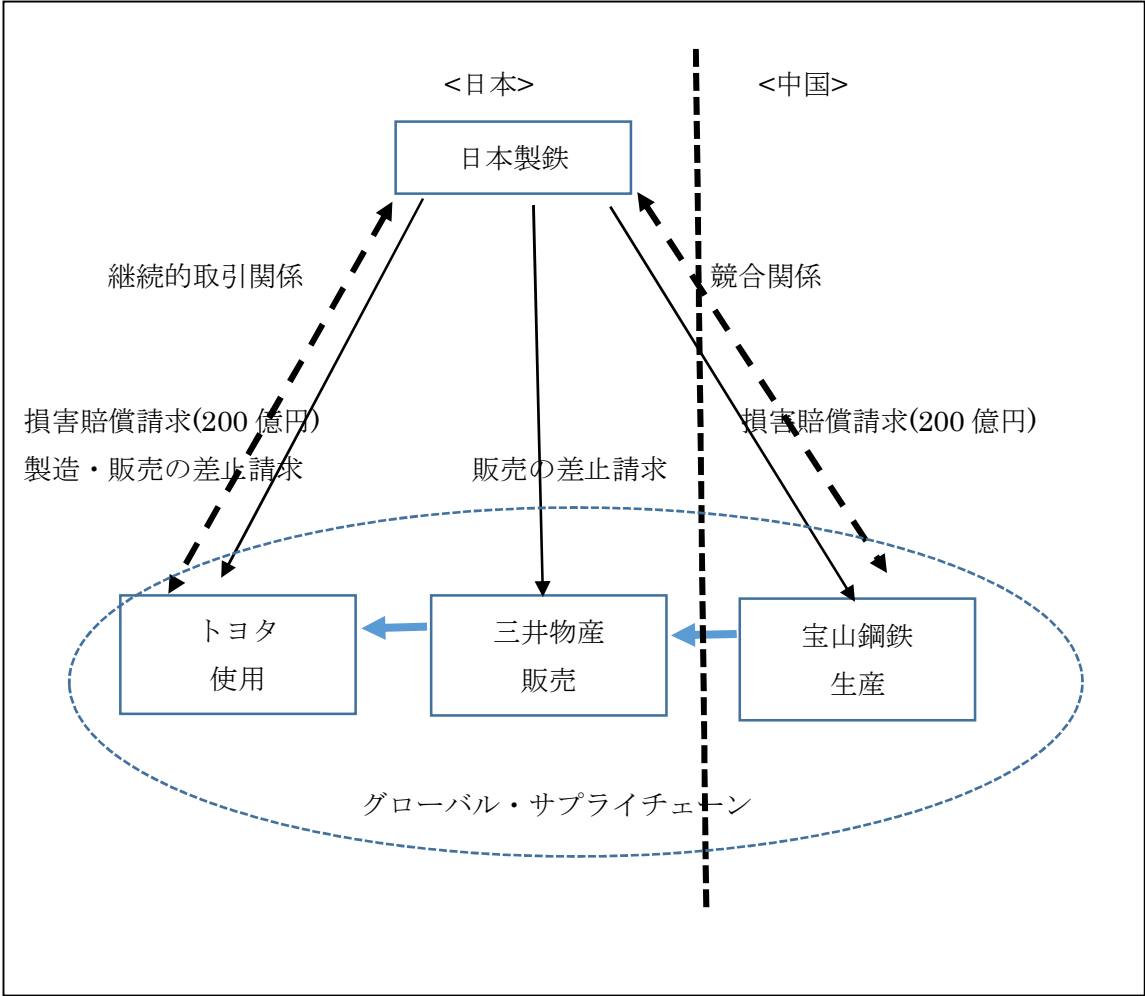 <日本>
<中国>
日本製鉄
継続的取引関係
競合関係
損害賠償請求(200 億円)
製造・販売の差止請求
販売の差止請求
損害賠償請求(200 億円)
トヨタ
使用
三井物産
販売
宝山鋼鉄
生産
グローバル・サプライチェーン